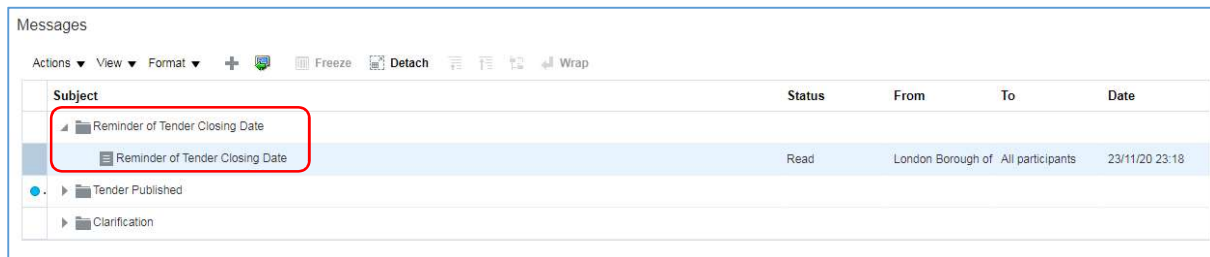 Messages
Actions View Format Freeze Detach Wrap
Subject Status From To Date
Reminder of Tender Closing Date
Reminder of Tender Closing Date Read London Borough of All participants 23/11/20 23:18
Tender Published
Clarification